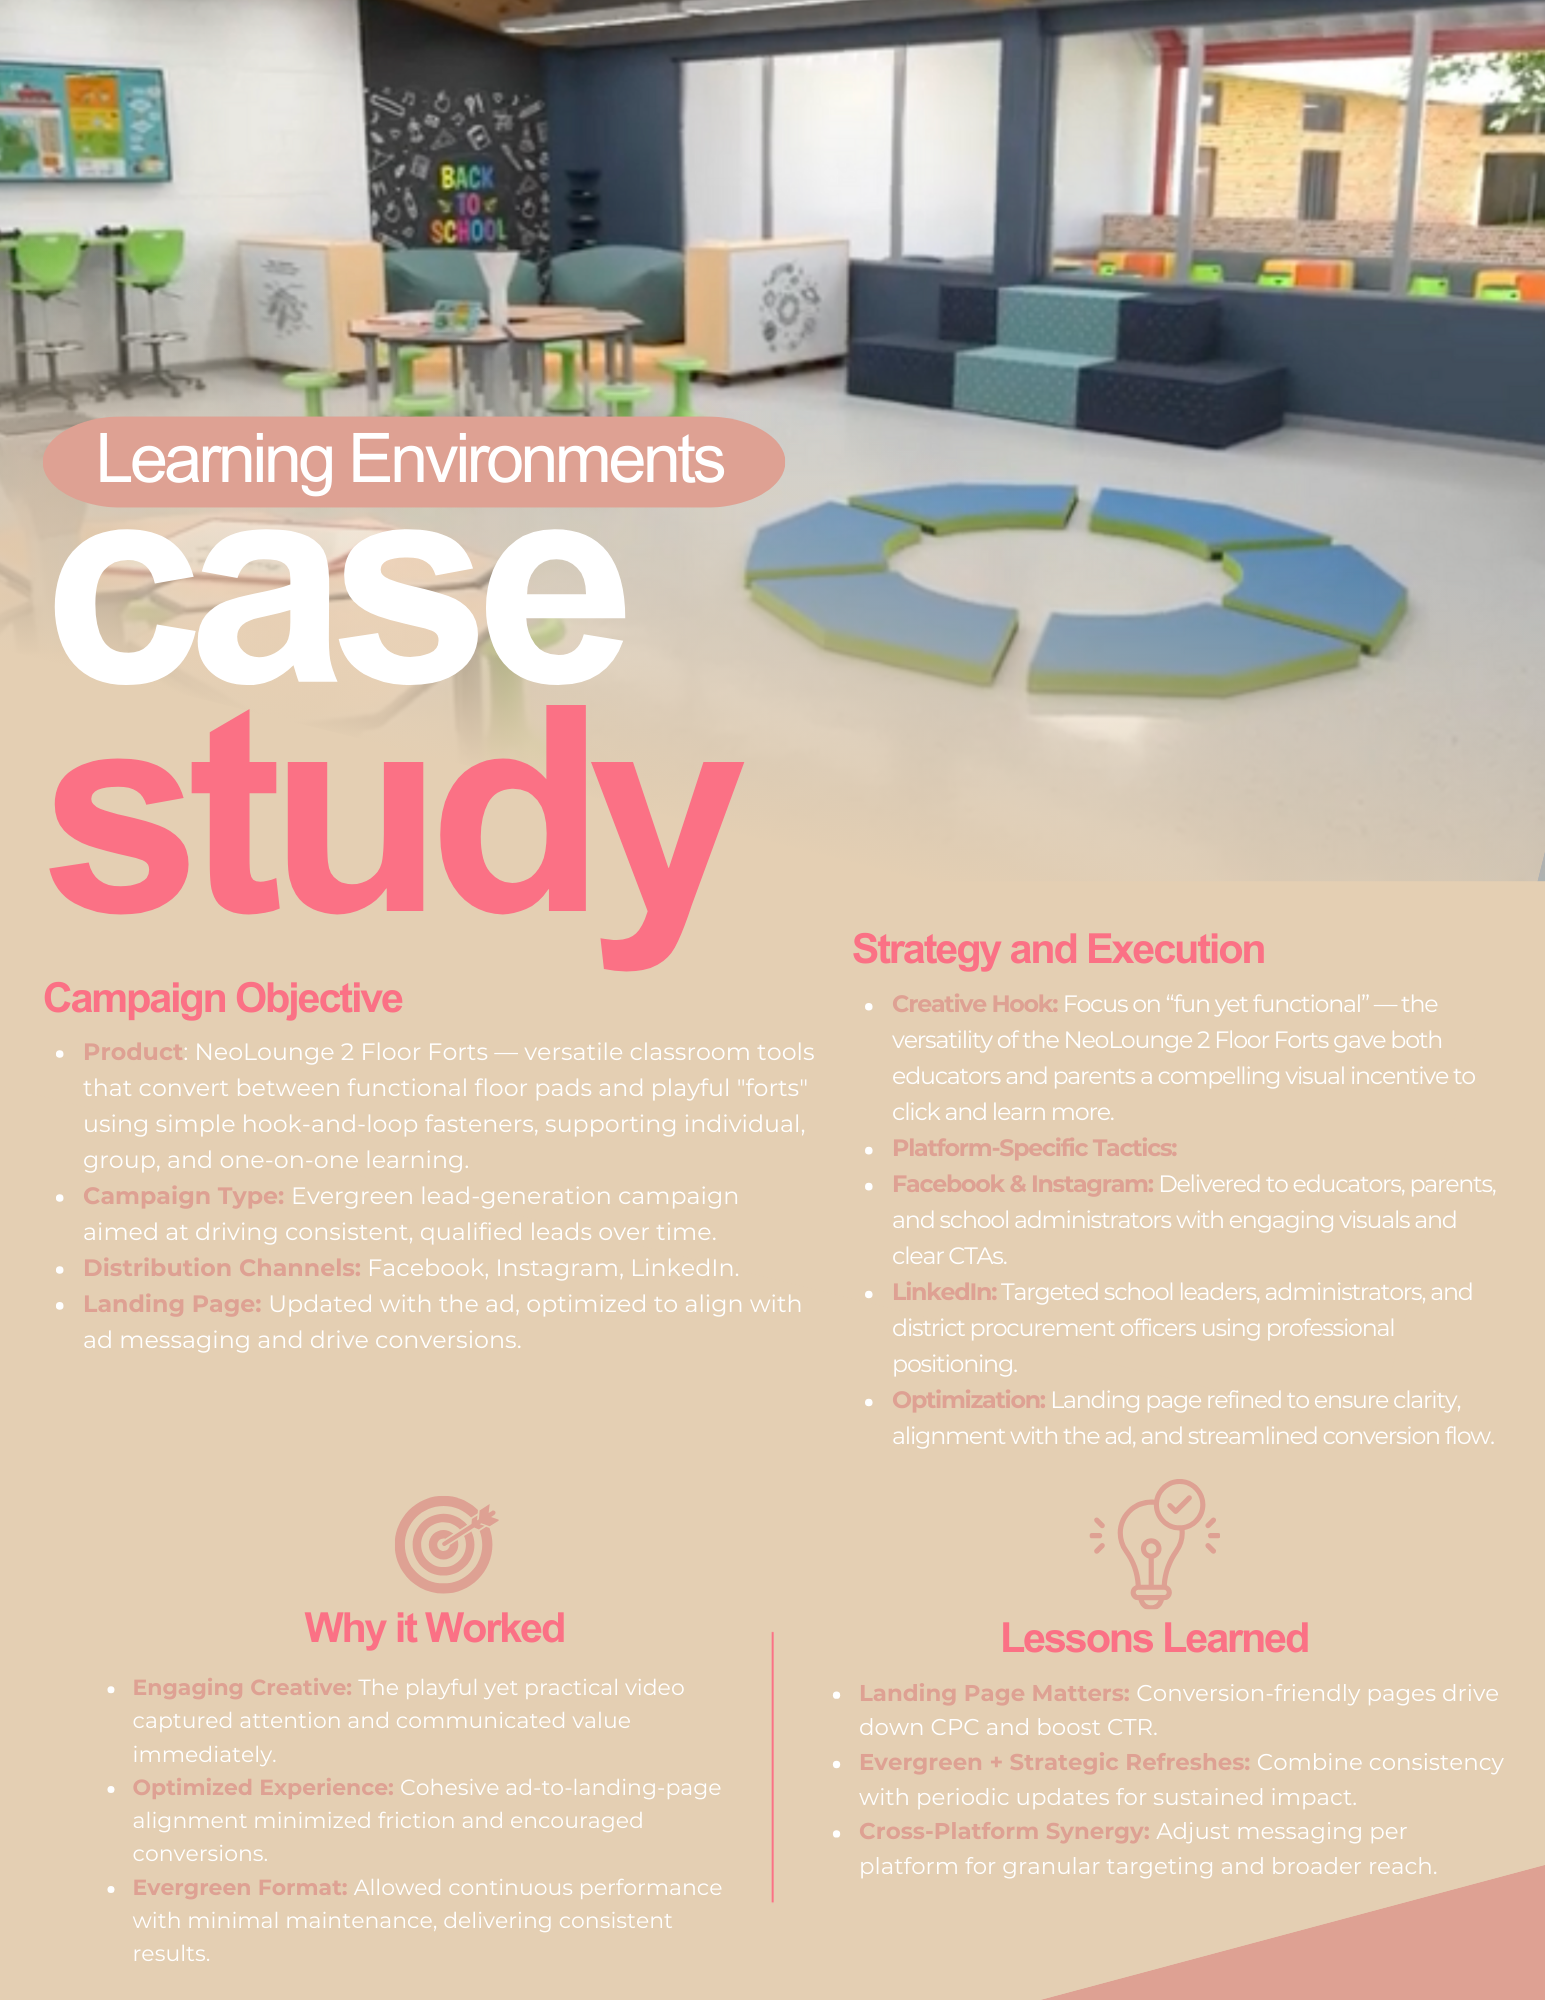 BACK
TO
SCHOOL
Learning Environments
case
study
Campaign Objective
• Product: NeoLounge 2 Floor Forts — versatile classroom tools
that convert between functional floor pads and playful "forts"
using simple hook-and-loop fasteners, supporting individual,
group, and one-on-one learning.
• Campaign Type: Evergreen lead-generation campaign
aimed at driving consistent, qualified leads over time.
• Distribution Channels: Facebook, Instagram, LinkedIn.
• Landing Page: Updated with the ad, optimized to align with
ad messaging and drive conversions.
Strategy and Execution
• Creative Hook: Focus on “fun yet functional” — the
versatility of the NeoLounge 2 Floor Forts gave both
educators and parents a compelling visual incentive to
click and learn more.
• Platform-Specific Tactics:
• Facebook & Instagram: Delivered to educators, parents,
and school administrators with engaging visuals and
clear CTAs.
• LinkedIn: Targeted school leaders, administrators, and
district procurement officers using professional
positioning.
• Optimization: Landing page refined to ensure clarity,
alignment with the ad, and streamlined conversion flow.
Why it Worked
• Engaging Creative: The playful yet practical video
captured attention and communicated value
immediately.
• Optimized Experience: Cohesive ad-to-landing-page
alignment minimized friction and encouraged
conversions.
• Evergreen Format: Allowed continuous performance
with minimal maintenance, delivering consistent
results.
Lessons Learned
• Landing Page Matters: Conversion-friendly pages drive
down CPC and boost CTR.
• Evergreen + Strategic Refreshes: Combine consistency
with periodic updates for sustained impact.
• Cross-Platform Synergy: Adjust messaging per
platform for granular targeting and broader reach.